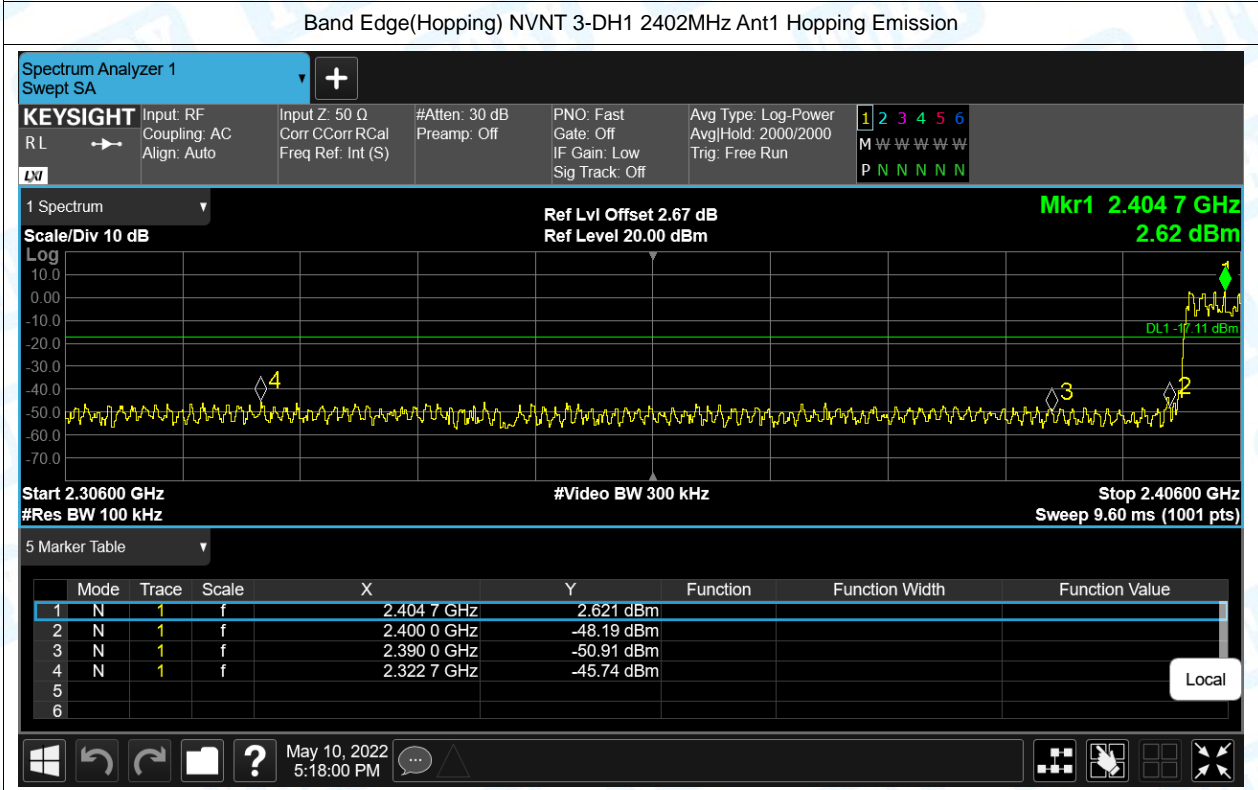 Band Edge(Hopping) NVNT 3-DH1 2402MHz Ant1 Hopping Emission
Spectrum Analyzer 1
Swept SA
+
KEYSIGHT Input: RF Input Z: 50 Ω #Atten: 30 dB PNO: Fast Avg Type: Log-Power 1 2 3 4 5 6
R L Coupling: AC Corr CCorr RCal Preamp: Off Gate: Off Avg|Hold: 2000/2000 M W W W W W
Align: Auto Freq Ref: Int (S) IF Gain: Low Trig: Free Run
LXI Sig Track: Off P N N N N N
1 Spectrum Ref Lvl Offset 2.67 dB Mkr1 2.404 7 GHz
Scale/Div 10 dB Ref Level 20.00 dBm 2.62 dBm
Log
10.0
0.00
-10.0
-20.0
-30.0
-40.0
-50.0
-60.0
-70.0
1
DL1 -17.11 dBm
4
3
2
Start 2.30600 GHz #Video BW 300 kHz Stop 2.40600 GHz
#Res BW 100 kHz Sweep 9.60 ms (1001 pts)
5 Marker Table
Mode Trace Scale X Y Function Function Width Function Value
1 N 1 f 2.404 7 GHz 2.621 dBm
2 N 1 f 2.400 0 GHz -48.19 dBm
3 N 1 f 2.390 0 GHz -50.91 dBm
4 N 1 f 2.322 7 GHz -45.74 dBm
5
6
Local
? May 10, 2022
5:18:00 PM